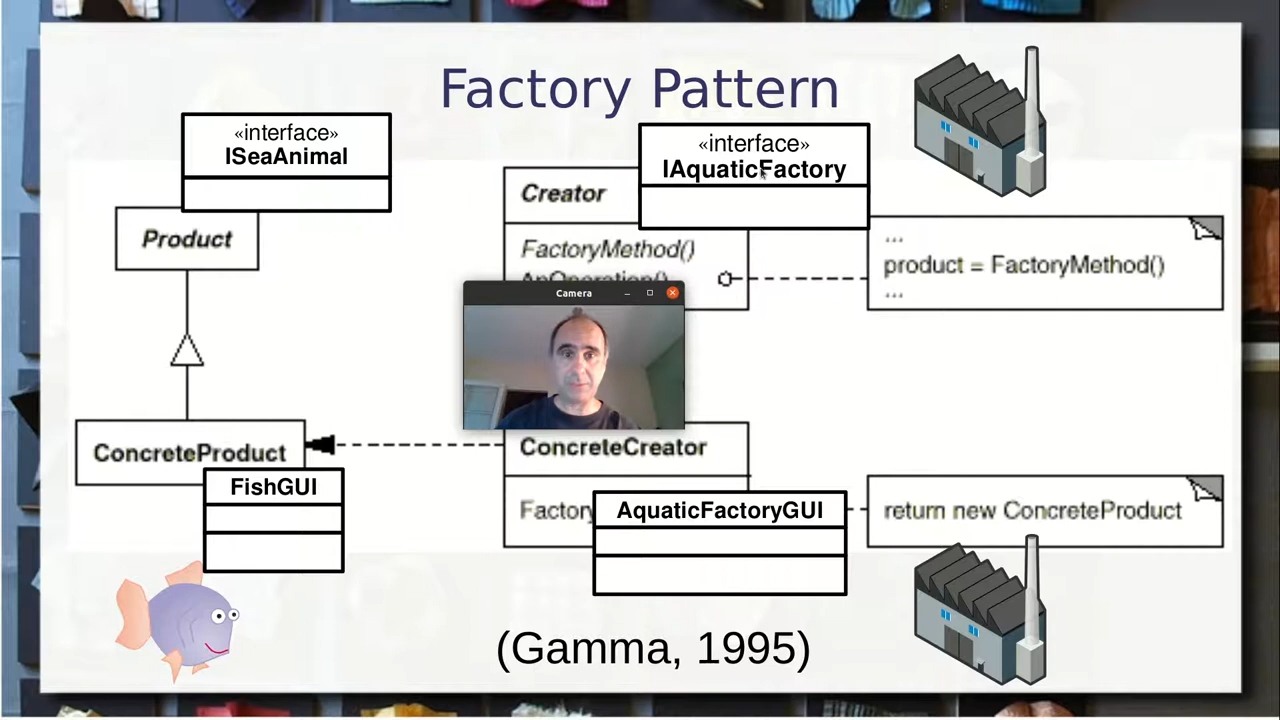 Factory Pattern
«interface»
ISeaAnimal
«interface»
IAquaticFactory
Product
Creator
FactoryMethod()
AnOperation()
...
product = FactoryMethod()
...
Camera
ConcreteProduct
FishGUI
ConcreteCreator
Factory
AquaticFactoryGUI
return new ConcreteProduct
(Gamma, 1995)